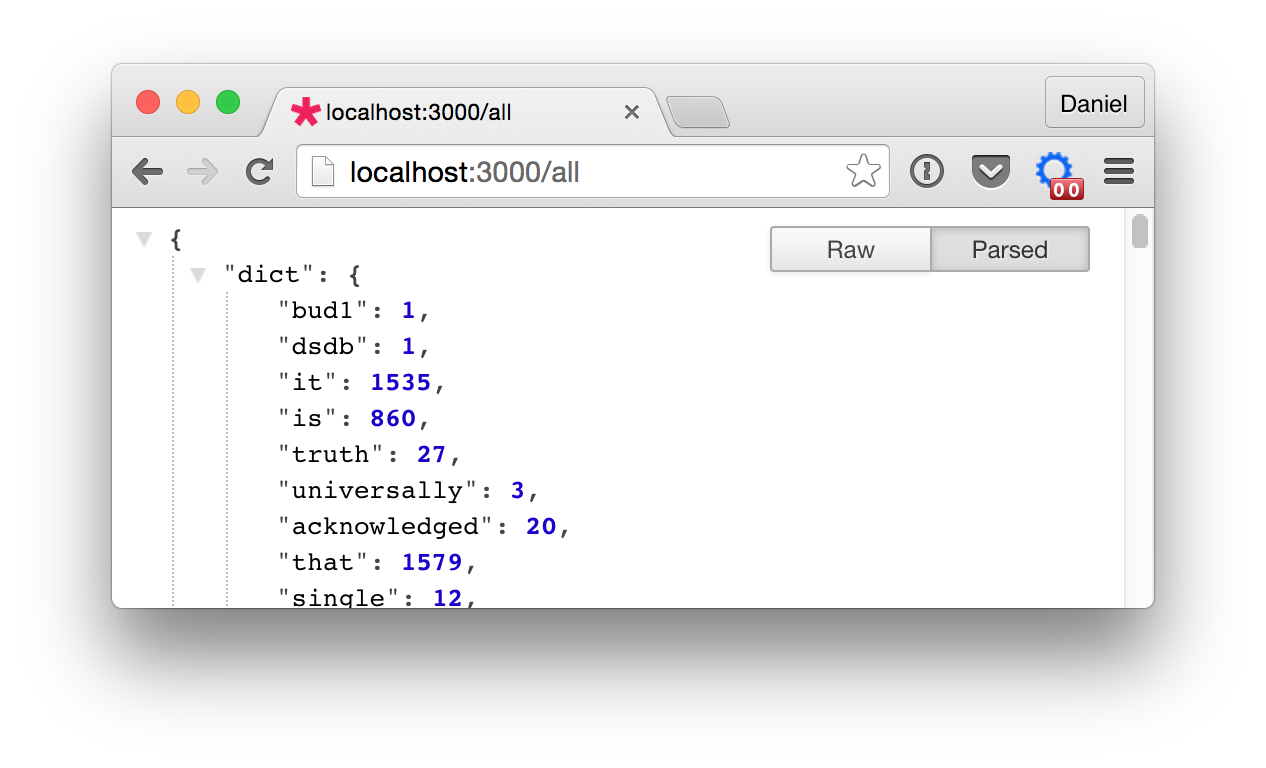 localhost:3000/all
Daniel
localhost:3000/all
00
{
Raw Parsed
"dict": {
"bud1": 1,
"dsdb": 1,
"it": 1535,
"is": 860,
"truth": 27,
"universally": 3,
"acknowledged": 20,
"that": 1579,
"single": 12,